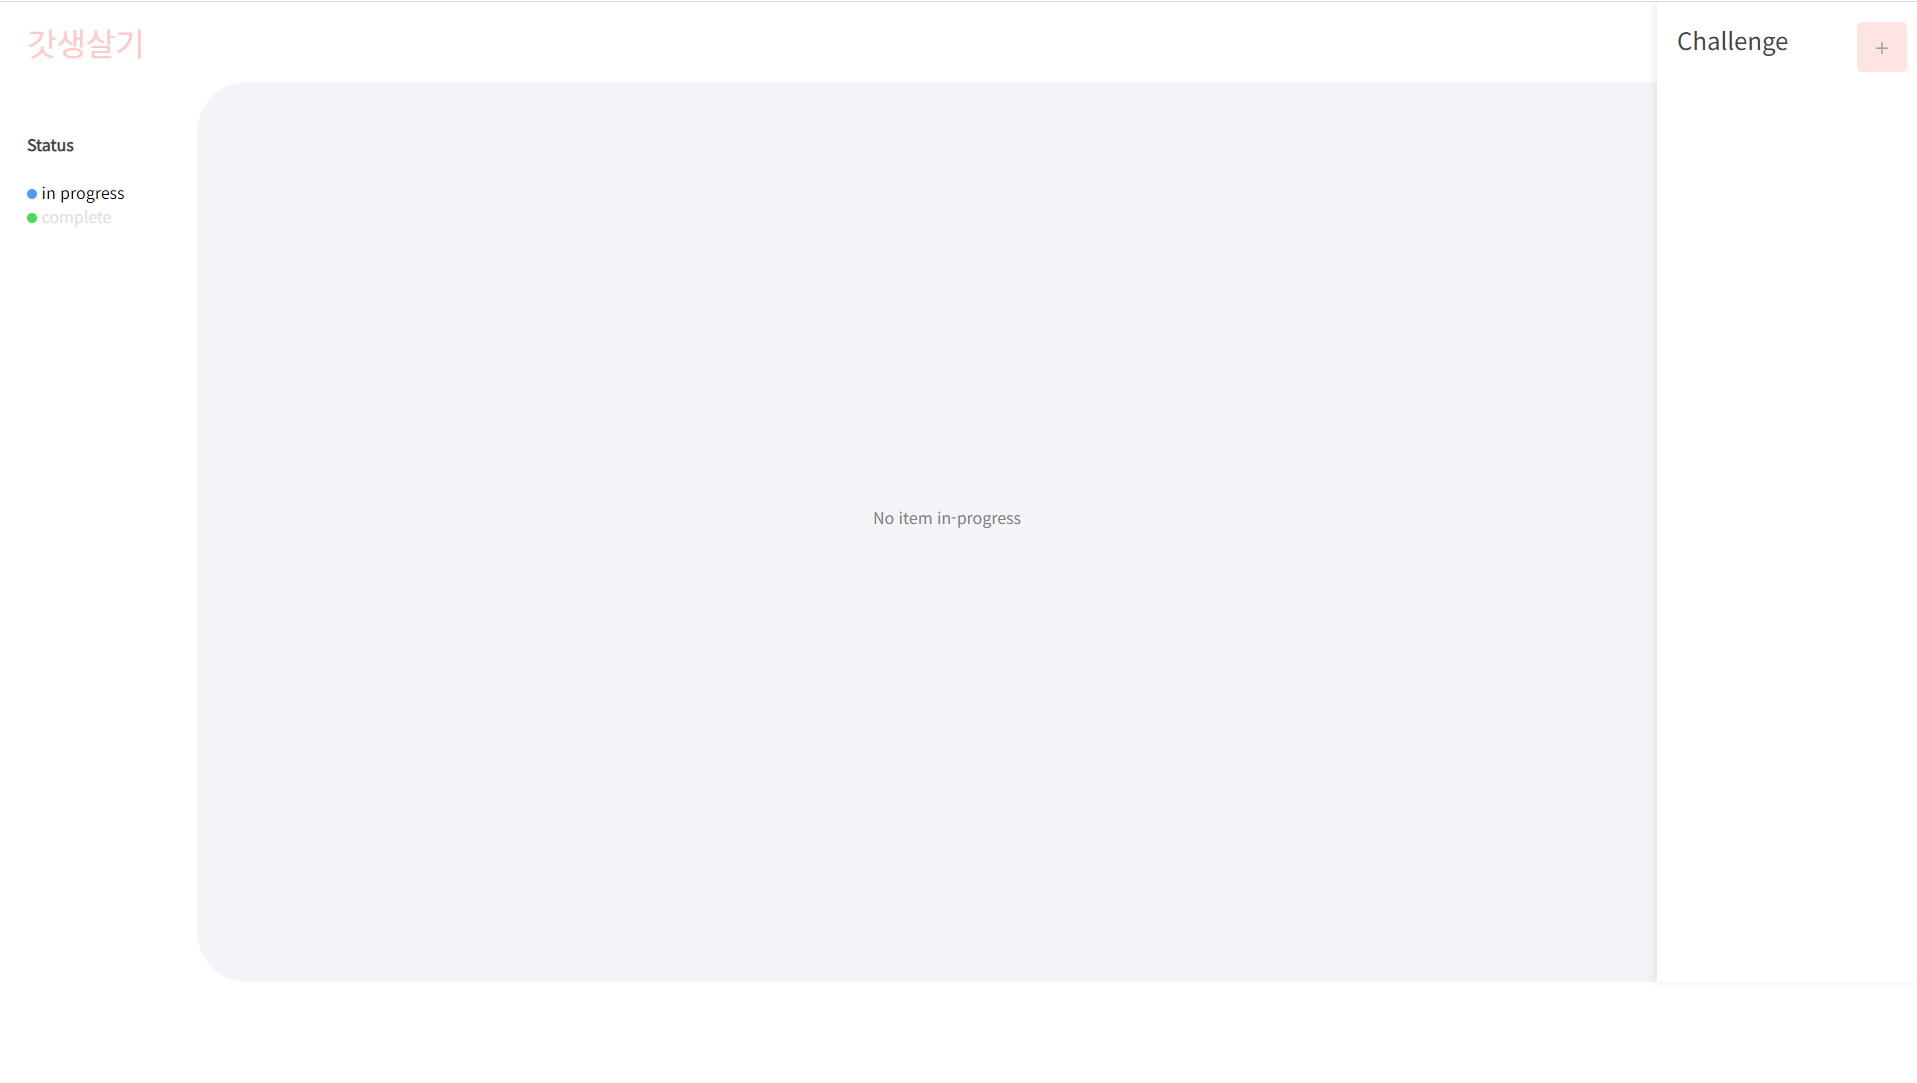 갓생살기
Challenge
+
Status
in progress
complete
No item in-progress